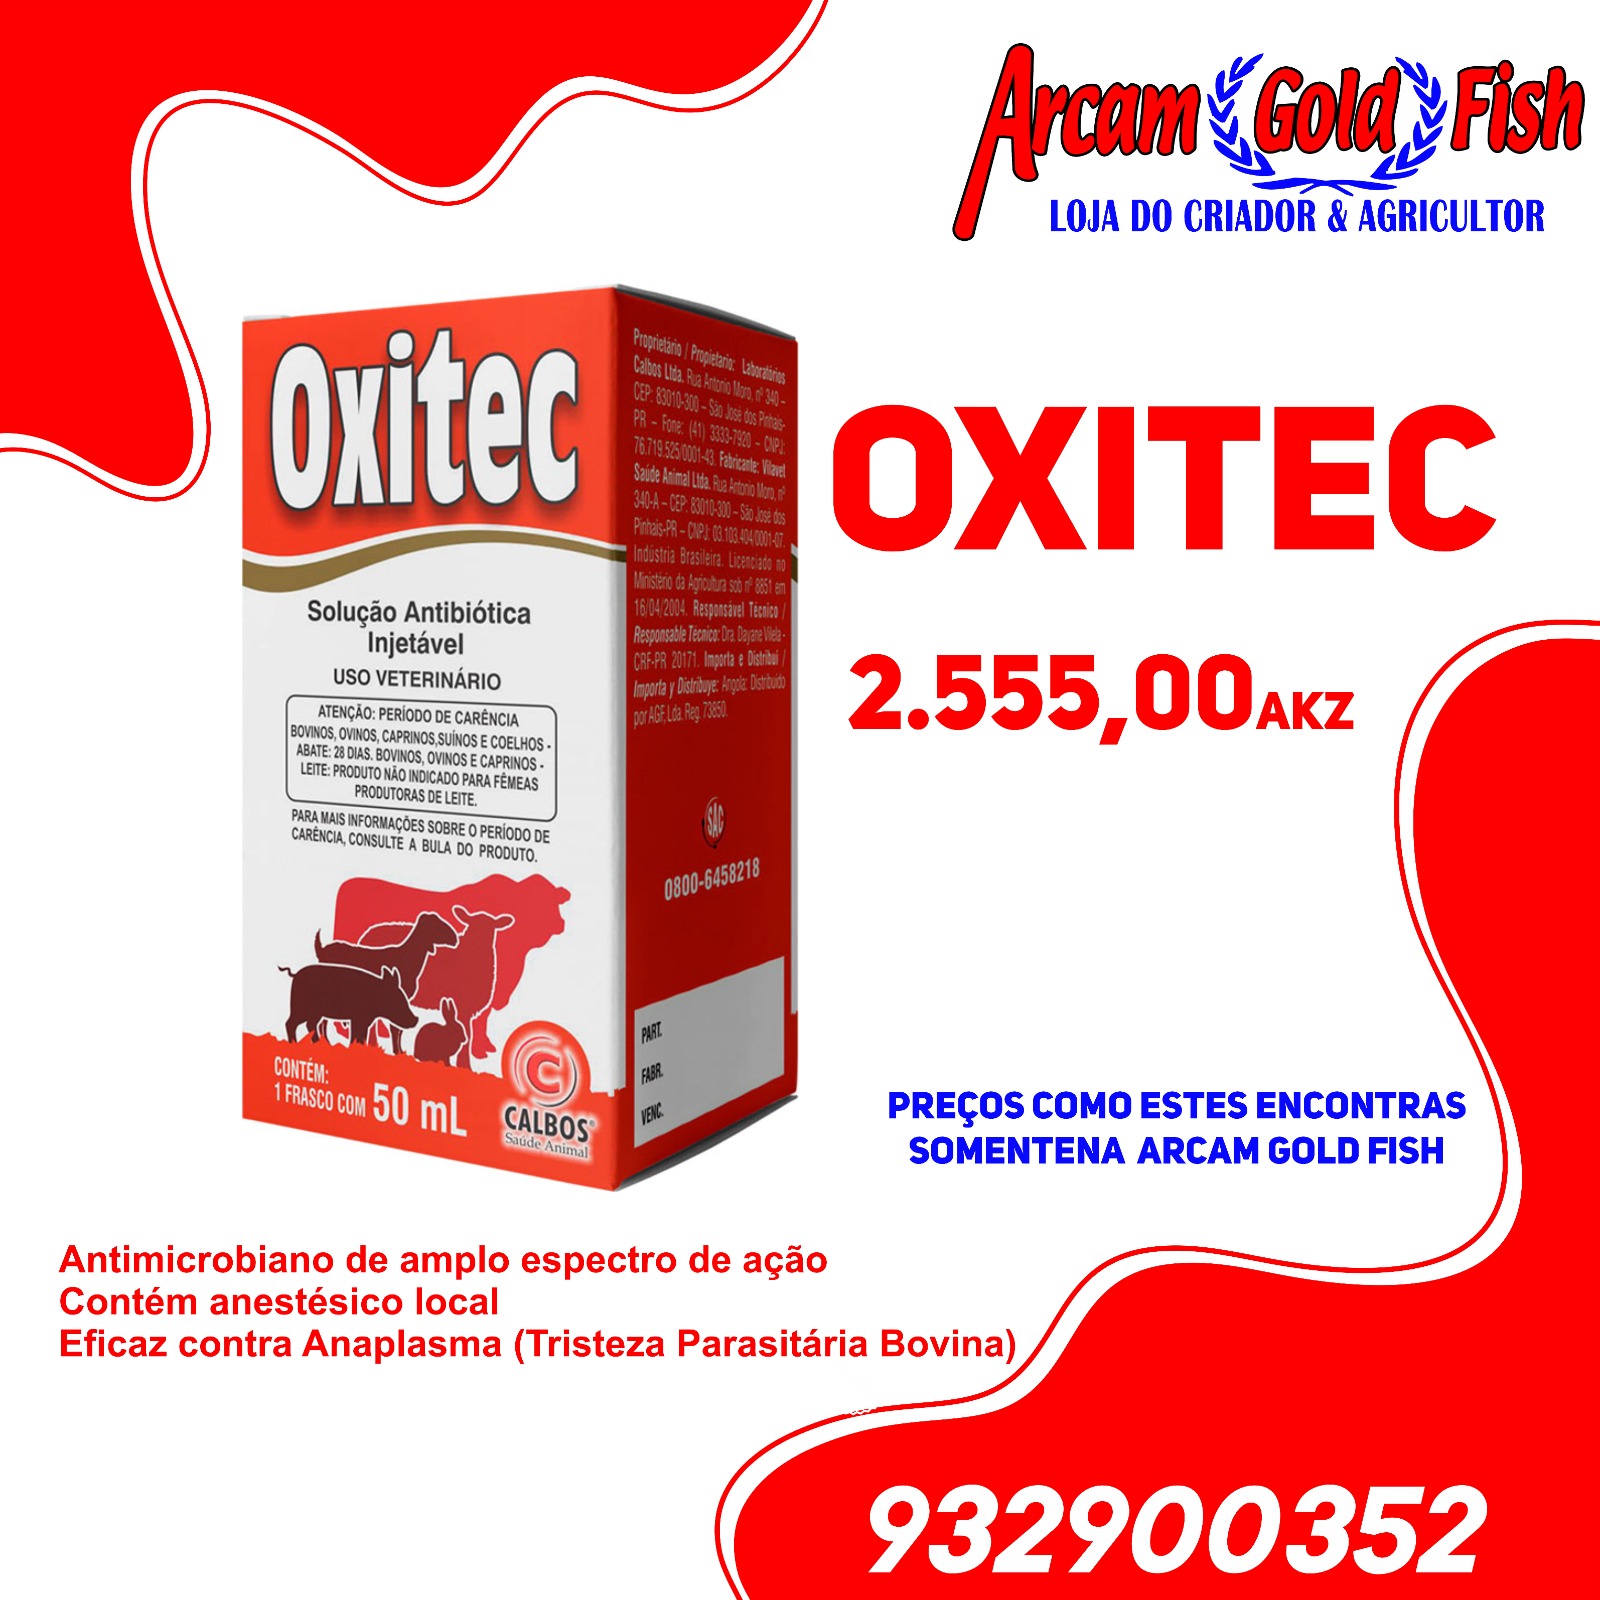 Arcam Gold Fish
LOJA DO CRIADOR & AGRICULTOR
Oxitec
Solução Antibiótica
Injetável
USO VETERINÁRIO
ATENÇÃO: PERÍODO DE CARÊNCIA
BOVINOS, OVINOS, CAPRINOS,SUÍNOS E COELHOS -
ABATE: 28 DIAS. BOVINOS, OVINOS E CAPRINOS -
LEITE: PRODUTO NÃO INDICADO PARA FÊMEAS
PRODUTORAS DE LEITE.
PARA MAIS INFORMAÇÕES SOBRE O PERÍODO DE
CARÊNCIA, CONSULTE A BULA DO PRODUTO.
CONTÉM:
1 FRASCO COM 50 mL
C
CALBOS®
Saúde Animal
Proprietário / Propietario: Laboratórios
Calbos Ltda. Rua Antonio Moro, nº 340 –
CEP: 83010-300 – São José dos Pinhais-
PR – Fone: (41) 3333-7920 – CNPJ:
76.719.525/0001-43. Fabricante: Vilavet
Saúde Animal Ltda. Rua Antonio Moro, nº
340-A – CEP: 83010-300 – São José dos
Pinhais-PR – CNPJ: 03.103.404/0001-07.
Indústria Brasileira. Licenciado no
Ministério da Agricultura sob nº 8851 em
16/04/2004. Responsável Técnico /
Responsable Técnico: Dra. Dayane Vilela -
CRF-PR 20171. Importa e Distribui /
Importa y Distribuye: Angola: Distribuido
por AGF, Lda. Reg. 73850.
SAC
0800-6458218
PART.
FABR.
VENC.
OXITEC
2.555,00AKZ
PREÇOS COMO ESTES ENCONTRAS
SOMENTENA ARCAM GOLD FISH
Antimicrobiano de amplo espectro de ação
Contém anestésico local
Eficaz contra Anaplasma (Tristeza Parasitária Bovina)
932900352